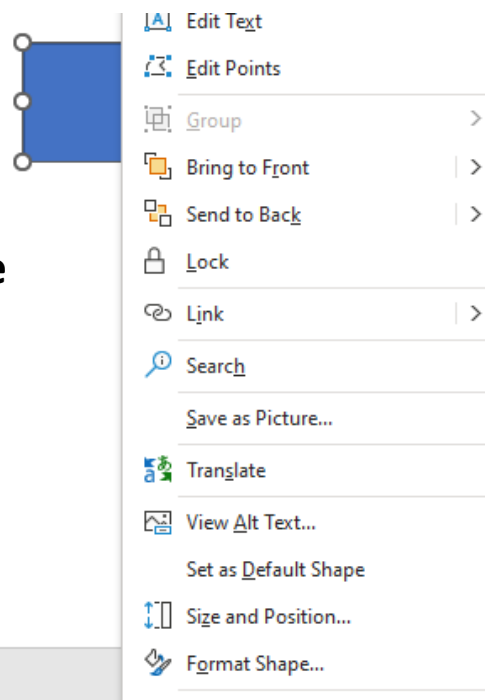 Edit Text
Edit Points
Group
Bring to Front
Send to Back
e
Lock
Link
Search
Save as Picture...
Translate
View Alt Text...
Set as Default Shape
Size and Position...
Format Shape...